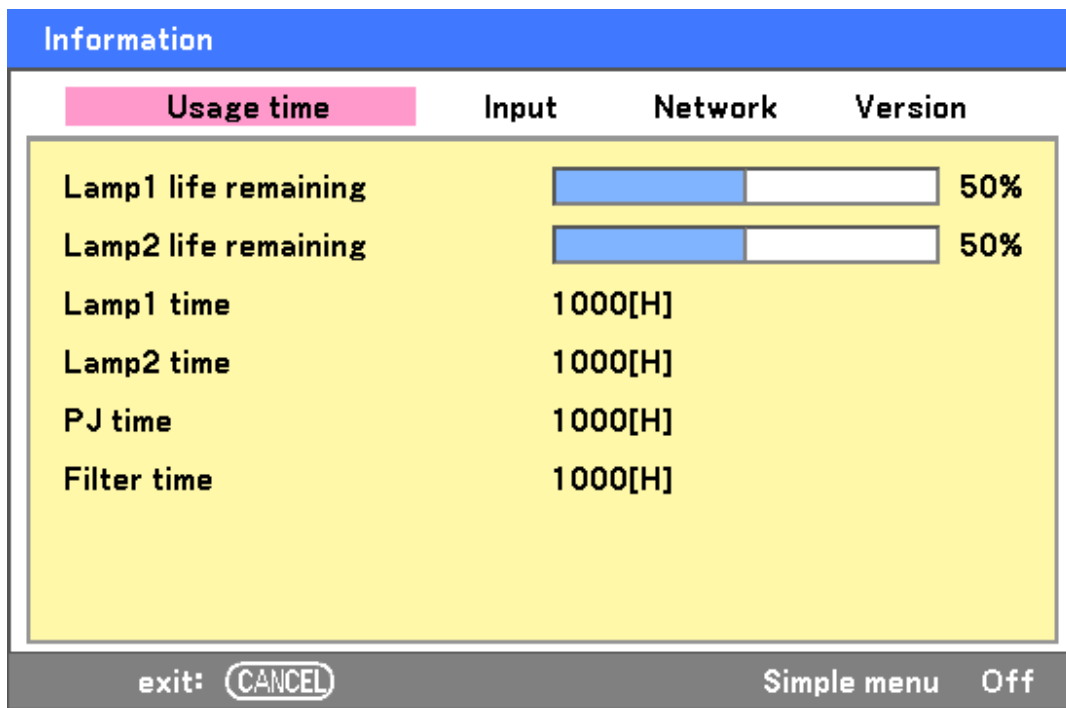 Information
Usage time Input Network Version
Lamp1 life remaining 50%
Lamp2 life remaining 50%
Lamp1 time 1000[H]
Lamp2 time 1000[H]
PJ time 1000[H]
Filter time 1000[H]
exit: CANCEL Simple menu Off